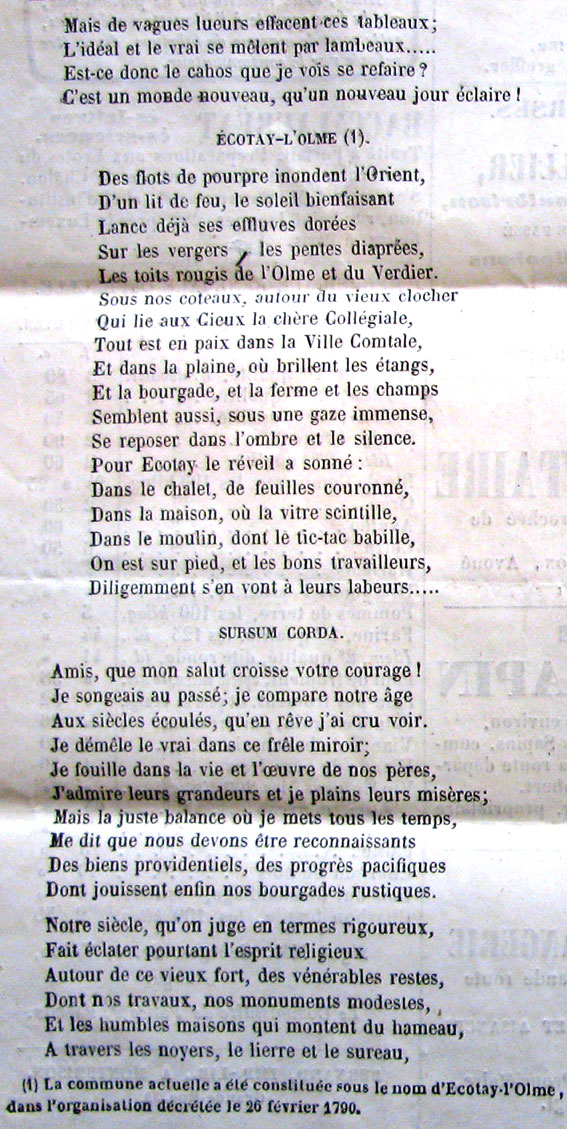 Mais de vagues lueurs effacent ces tableaux;
L'idéal et le vrai se mêlent par lambeaux.....
Est-ce donc le cahos que je vois se refaire ?
C'est un monde nouveau, qu'un nouveau jour éclaire !
ÉCOTAY-L'OLME (1).
Des flots de pourpre inondent l'Orient,
D'un lit de feu, le soleil bienfaisant
Lance déjà ses effluves dorées
Sur les vergers les pentes diaprées,
Les toits rougis de l'Olme et du Verdier.
Sous nos coteaux, autour du vieux clocher
Qui lie aux Cieux la chère Collégiale,
Tout est en paix dans la Ville Comtale,
Et dans la plaine, où brillent les étangs,
Et la bourgade, et la ferme et les champs
Semblent aussi, sous une gaze immense,
Se reposer dans l'ombre et le silence.
Pour Ecotay le réveil a sonné :
Dans le chalet, de feuilles couronné,
Dans la maison, où la vitre scintille,
Dans le moulin, dont le tic-tac babille,
On est sur pied, et les bons travailleurs,
Diligemment s'en vont à leurs labeurs.....
SURSUM CORDA.
Amis, que mon salut croisse votre courage !
Je songeais au passé; je compare notre âge
Aux siècles écoulés, qu'en rêve j'ai cru voir.
Je démêle le vrai dans ce frêle miroir;
Je fouille dans la vie et l'œuvre de nos pères,
J'admire leurs grandeurs et je plains leurs misères;
Mais la juste balance où je mets tous les temps,
Me dit que nous devons être reconnaissants
Des biens providentiels, des progrès pacifiques
Dont jouissent enfin nos bourgades rustiques.
Notre siècle, qu'on juge en termes rigoureux,
Fait éclater pourtant l'esprit religieux
Autour de ce vieux fort, des vénérables restes,
Dont nos travaux, nos monuments modestes,
Et les humbles maisons qui montent du hameau,
A travers les noyers, le lierre et le sureau,
(1) La commune actuelle a été constituée sous le nom d'Ecotay-l'Olme,
dans l'organisation décrétée le 26 février 1790.